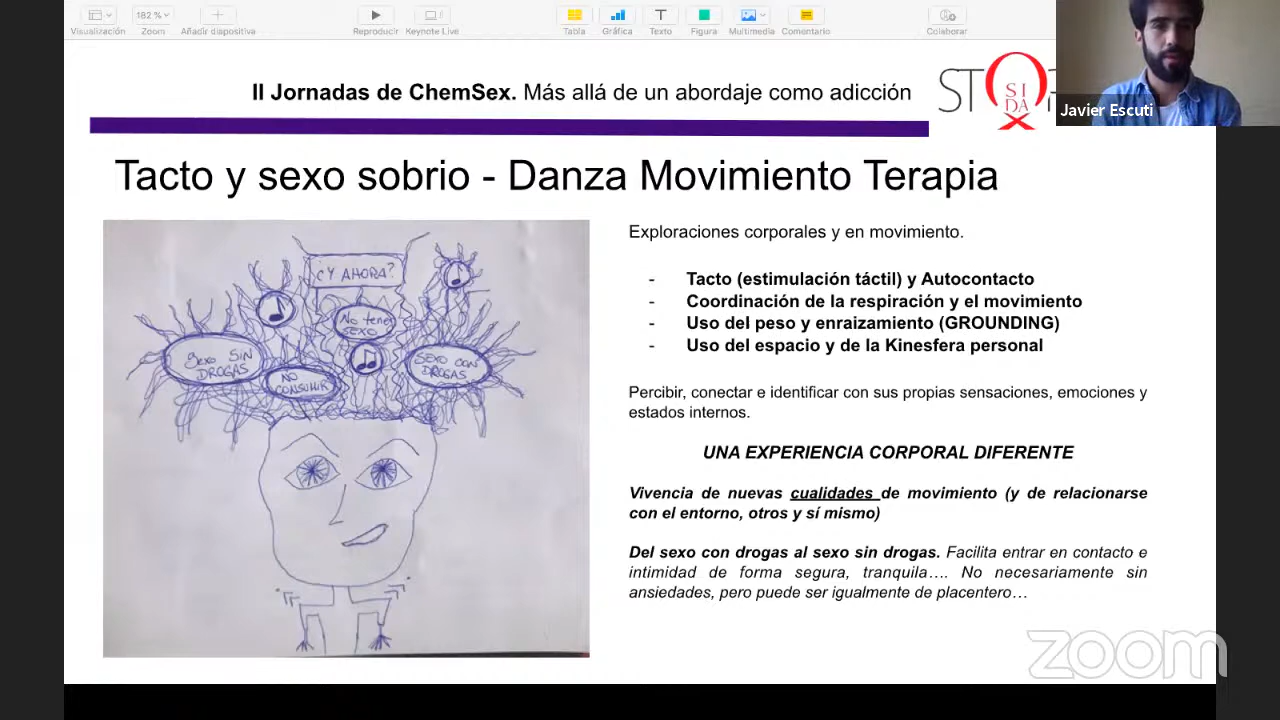 182 %
Visualización
Zoom
Añadir diapositiva
Reproducir
Keynote Live
Tabla
Gráfica
Texto
Figura
Multimedia
Comentario
Colaborar
II Jornadas de ChemSex. Más allá de un abordaje como adicción
ST
SI
DA
Javier Escuti
Tacto y sexo sobrio - Danza Movimiento Terapia
¿Y AHORA?
No tener
SEXO
Sexo SIN
DROGAS
NO
CONSUMIR
SEXO CON
DROGAS
Exploraciones corporales y en movimiento.
- Tacto (estimulación táctil) y Autocontacto
- Coordinación de la respiración y el movimiento
- Uso del peso y enraizamiento (GROUNDING)
- Uso del espacio y de la Kinesfera personal
Percibir, conectar e identificar con sus propias sensaciones, emociones y
estados internos.
UNA EXPERIENCIA CORPORAL DIFERENTE
Vivencia de nuevas cualidades de movimiento (y de relacionarse
con el entorno, otros y sí mismo)
Del sexo con drogas al sexo sin drogas. Facilita entrar en contacto e
intimidad de forma segura, tranquila…. No necesariamente sin
ansiedades, pero puede ser igualmente de placentero…
zoom